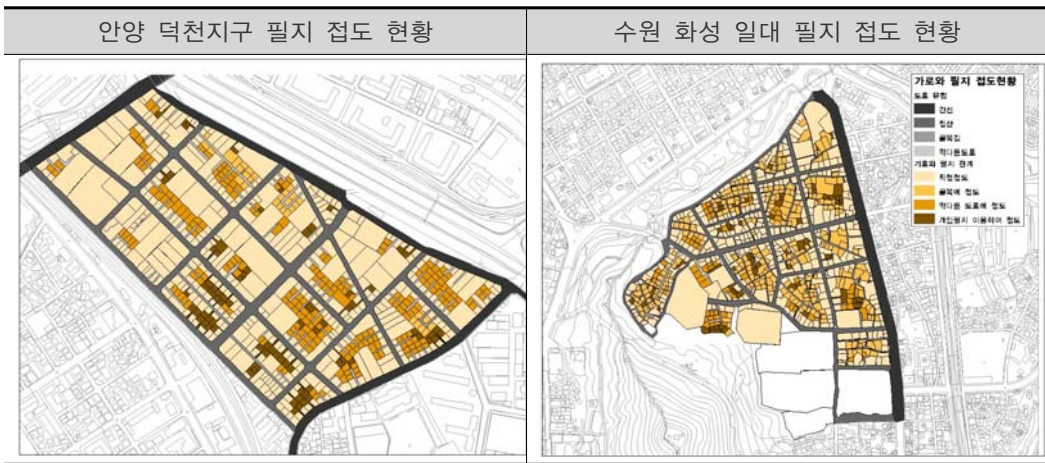 안양 덕천지구 필지 접도 현황
수원 화성 일대 필지 접도 현황
가로와 필지 접도현황
도로 유형
간선
집산
골목길
막다른도로
가로와 필지 관계
직접접도
골목에 접도
막다른 도로에 접도
개인필지 이용하여 접도